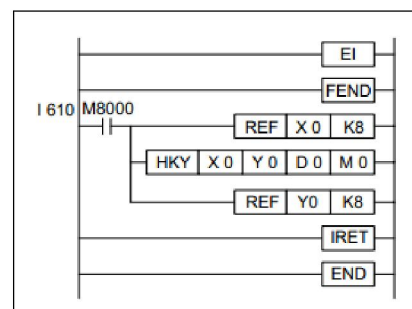 EI
FEND
I 610 M8000
REF X 0 K8
HKY X 0 Y 0 D 0 M 0
REF Y0 K8
IRET
END